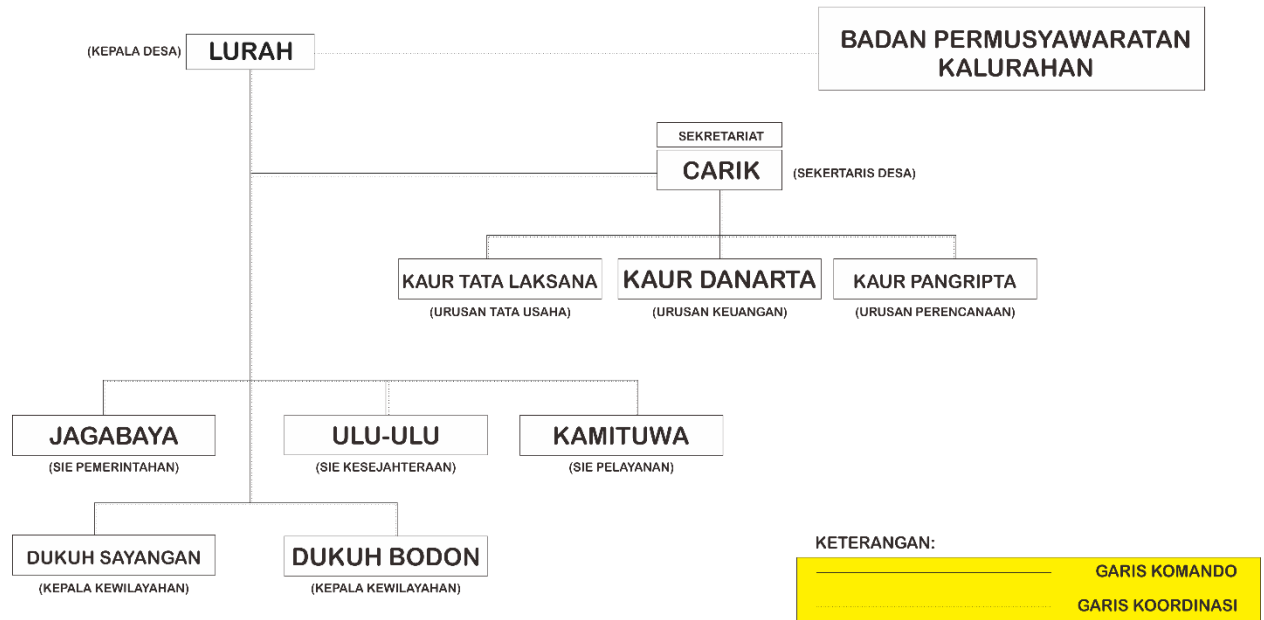 (KEPALA DESA)
LURAH
BADAN PERMUSYAWARATAN
KALURAHAN
SEKRETARIAT
CARIK
(SEKERTARIS DESA)
KAUR TATA LAKSANA
KAUR DANARTA
KAUR PANGRIPTA
(URUSAN TATA USAHA)
(URUSAN KEUANGAN)
(URUSAN PERENCANAAN)
JAGABAYA
ULU-ULU
KAMITUWA
(SIE PEMERINTAHAN)
(SIE KESEJAHTERAAN)
(SIE PELAYANAN)
DUKUH SAYANGAN
DUKUH BODON
(KEPALA KEWILAYAHAN)
(KEPALA KEWILAYAHAN)
KETERANGAN:
GARIS KOMANDO
GARIS KOORDINASI